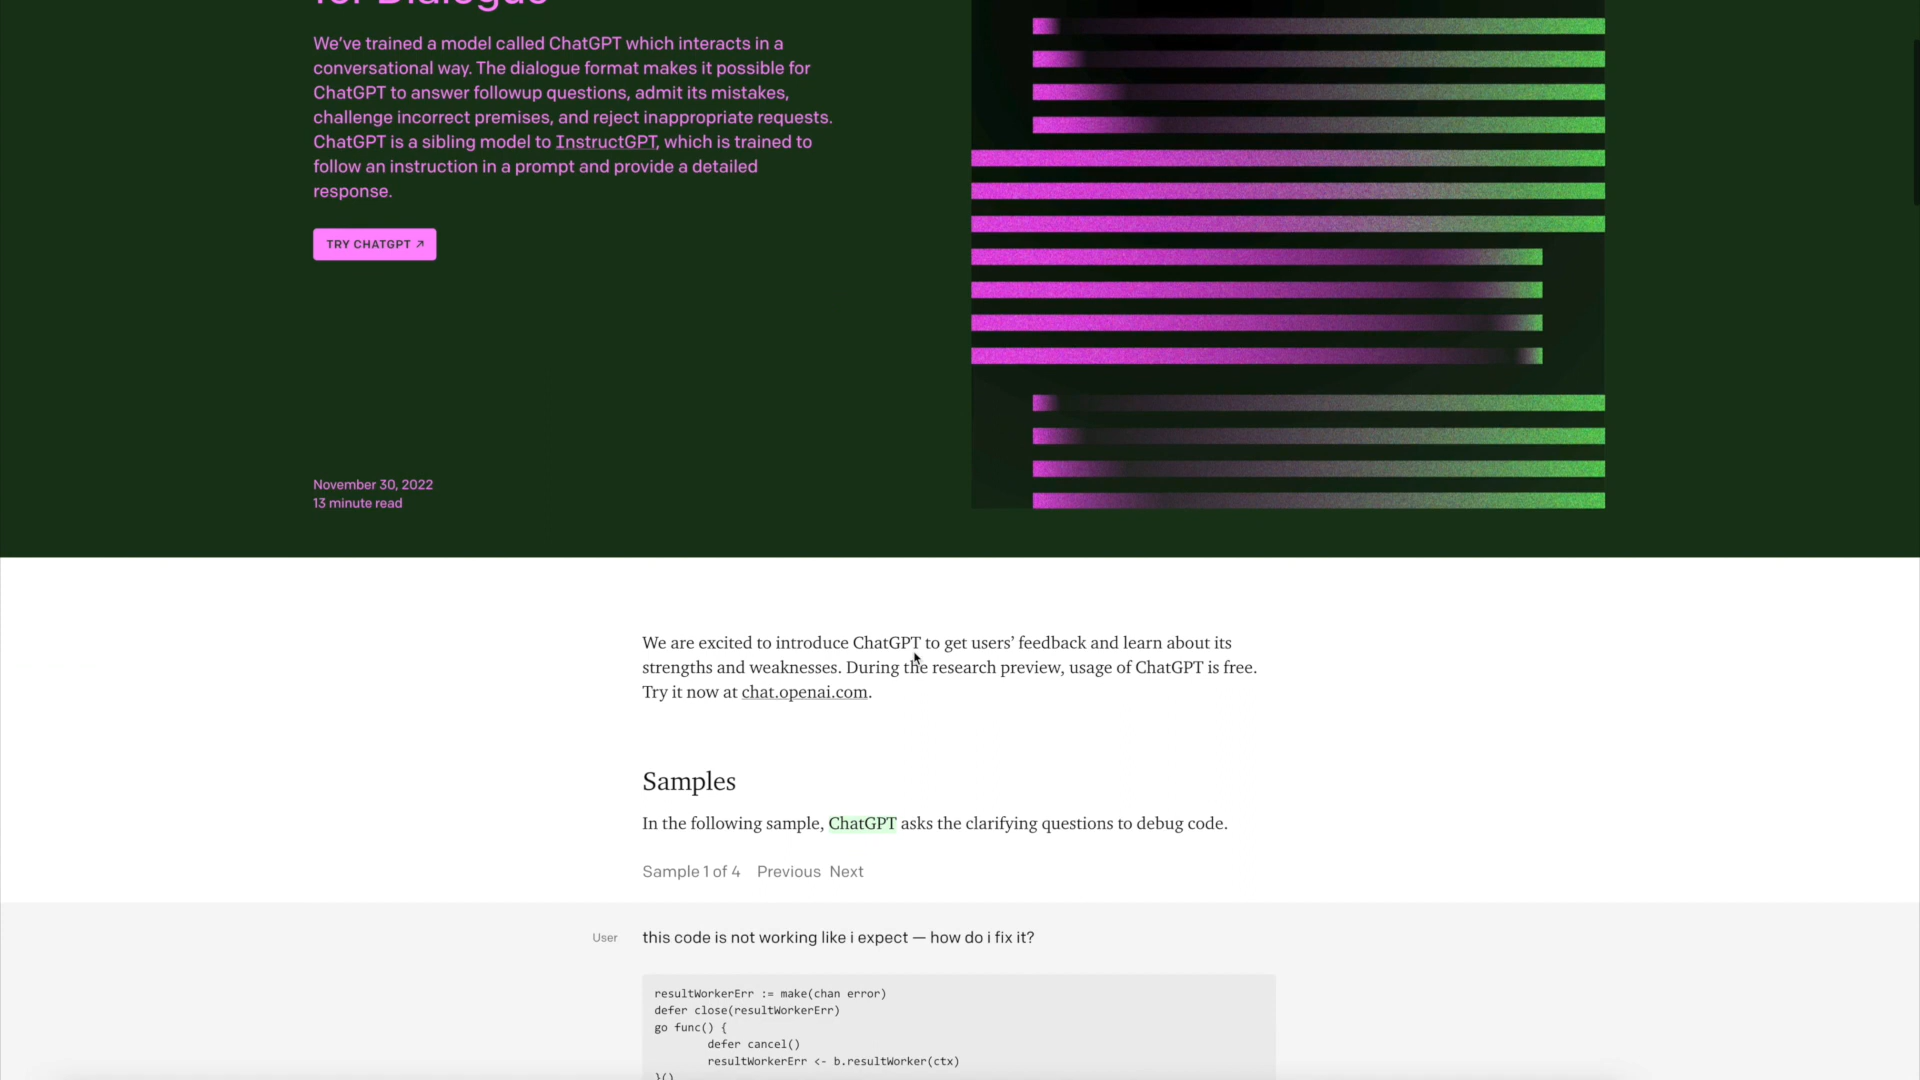 for Dialogue
We've trained a model called ChatGPT which interacts in a
conversational way. The dialogue format makes it possible for
ChatGPT to answer followup questions, admit its mistakes,
challenge incorrect premises, and reject inappropriate requests.
ChatGPT is a sibling model to InstructGPT, which is trained to
follow an instruction in a prompt and provide a detailed
response.
TRY CHATGPT ↗
November 30, 2022
13 minute read
We are excited to introduce ChatGPT to get users’ feedback and learn about its
strengths and weaknesses. During the research preview, usage of ChatGPT is free.
Try it now at chat.openai.com.
Samples
In the following sample, ChatGPT asks the clarifying questions to debug code.
Sample 1 of 4 Previous Next
User this code is not working like i expect — how do i fix it?
resultWorkerErr := make(chan error)
defer close(resultWorkerErr)
go func() {
defer cancel()
resultWorkerErr <- b.resultWorker(ctx)
}()